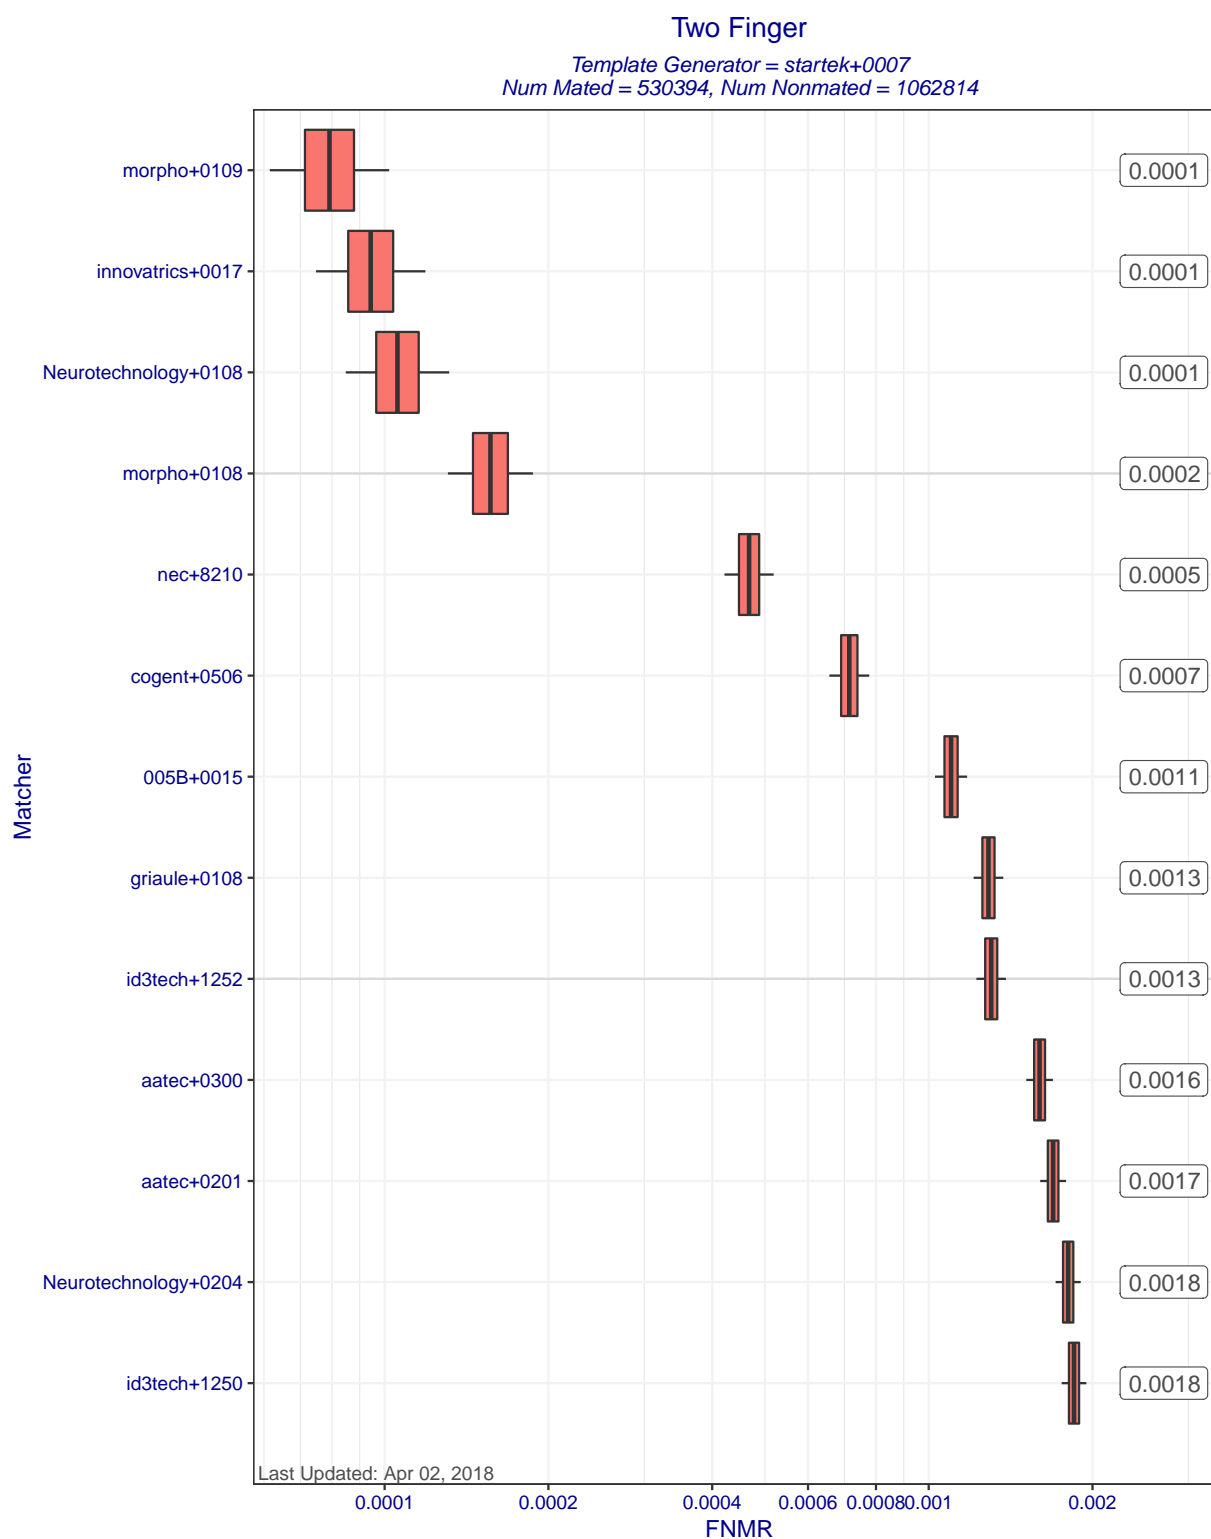 Two Finger
Template Generator = startek+0007
Num Mated = 530394, Num Nonmated = 1062814
morpho+0109
0.0001
innovatrics+0017
0.0001
Neurotechnology+0108
0.0001
morpho+0108
0.0002
nec+8210
0.0005
cogent+0506
0.0007
005B+0015
0.0011
griaule+0108
0.0013
id3tech+1252
0.0013
aatec+0300
0.0016
aatec+0201
0.0017
Neurotechnology+0204
0.0018
id3tech+1250
0.0018
Matcher
Last Updated: Apr 02, 2018
0.0001 0.0002 0.0004 0.0006 0.0008 0.001 0.002
FNMR